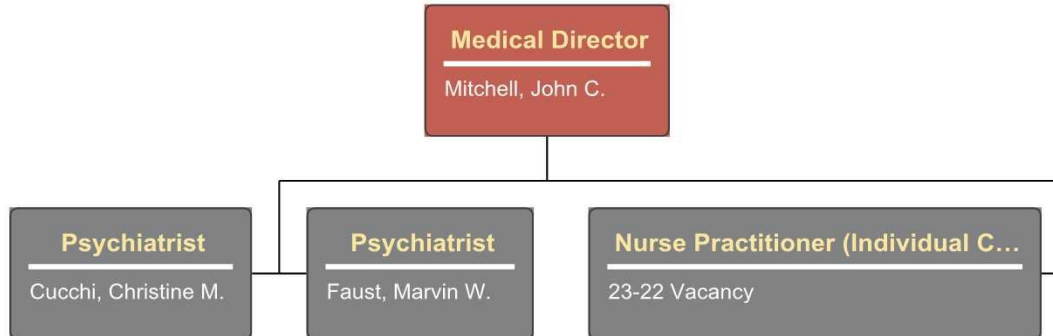 Medical Director
Mitchell, John C.
Psychiatrist
Cucchi, Christine M.
Psychiatrist
Faust, Marvin W.
Nurse Practitioner (Individual C…
23-22 Vacancy